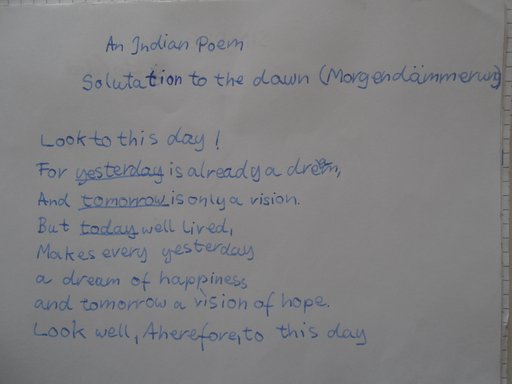 An Indian Poem
Solutation to the dawn (Morgendämmerung)
Look to this day!
For yesterday is already a dream,
And tomorrow is only a vision.
But today well lived,
Makes every yesterday
a dream of happiness
and tomorrow a vision of hope.
Look well, therefore, to this day